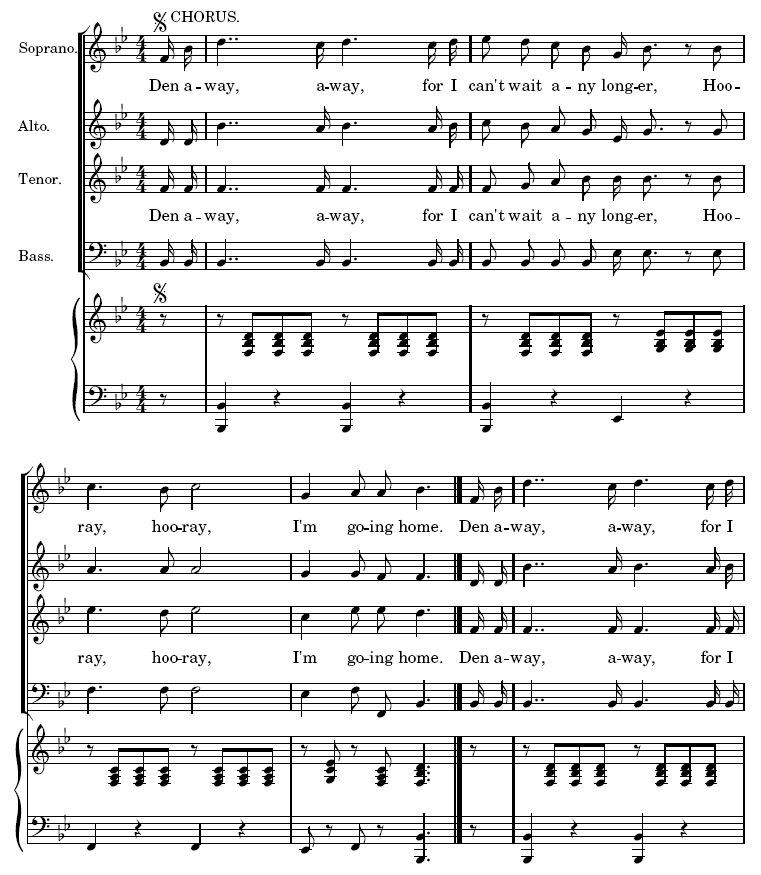 CHORUS.
Soprano.
Den a - way, a - way, for I can't wait a - ny long - er, Hoo -
Alto.
Tenor.
Den a - way, a - way, for I can't wait a - ny long - er, Hoo -
Bass.
ray, hoo - ray, I'm go - ing home. Den a - way, a - way, for I
ray, hoo - ray, I'm go - ing home. Den a - way, a - way, for I